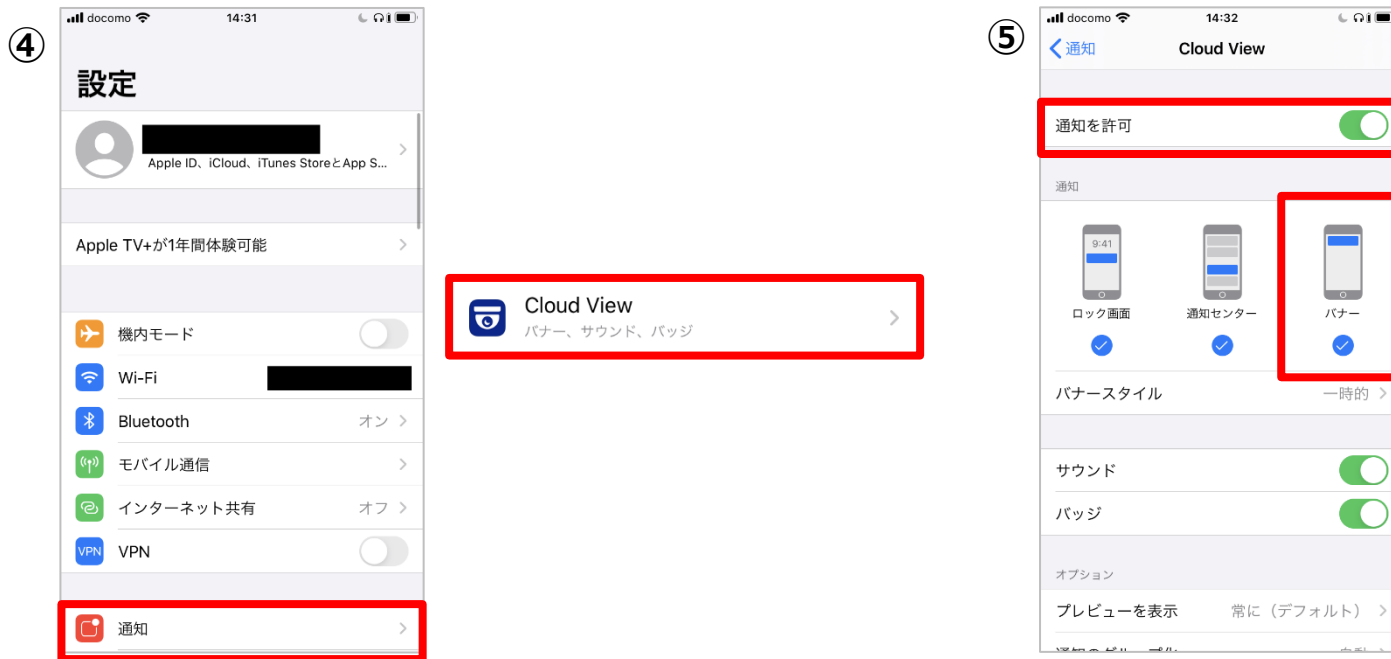 ④
docomo 14:31
設定
Apple ID、iCloud、iTunes StoreとApp S...
Apple TV+が1年間体験可能
機内モード
Wi-Fi
Bluetooth オン
モバイル通信
インターネット共有 オフ
VPN VPN
通知
Cloud View
バナー、サウンド、バッジ
⑤
docomo 14:32
通知 Cloud View
通知を許可
通知
9:41
ロック画面 通知センター バナー
バナースタイル 一時的
サウンド
バッジ
オプション
プレビューを表示 常に（デフォルト）